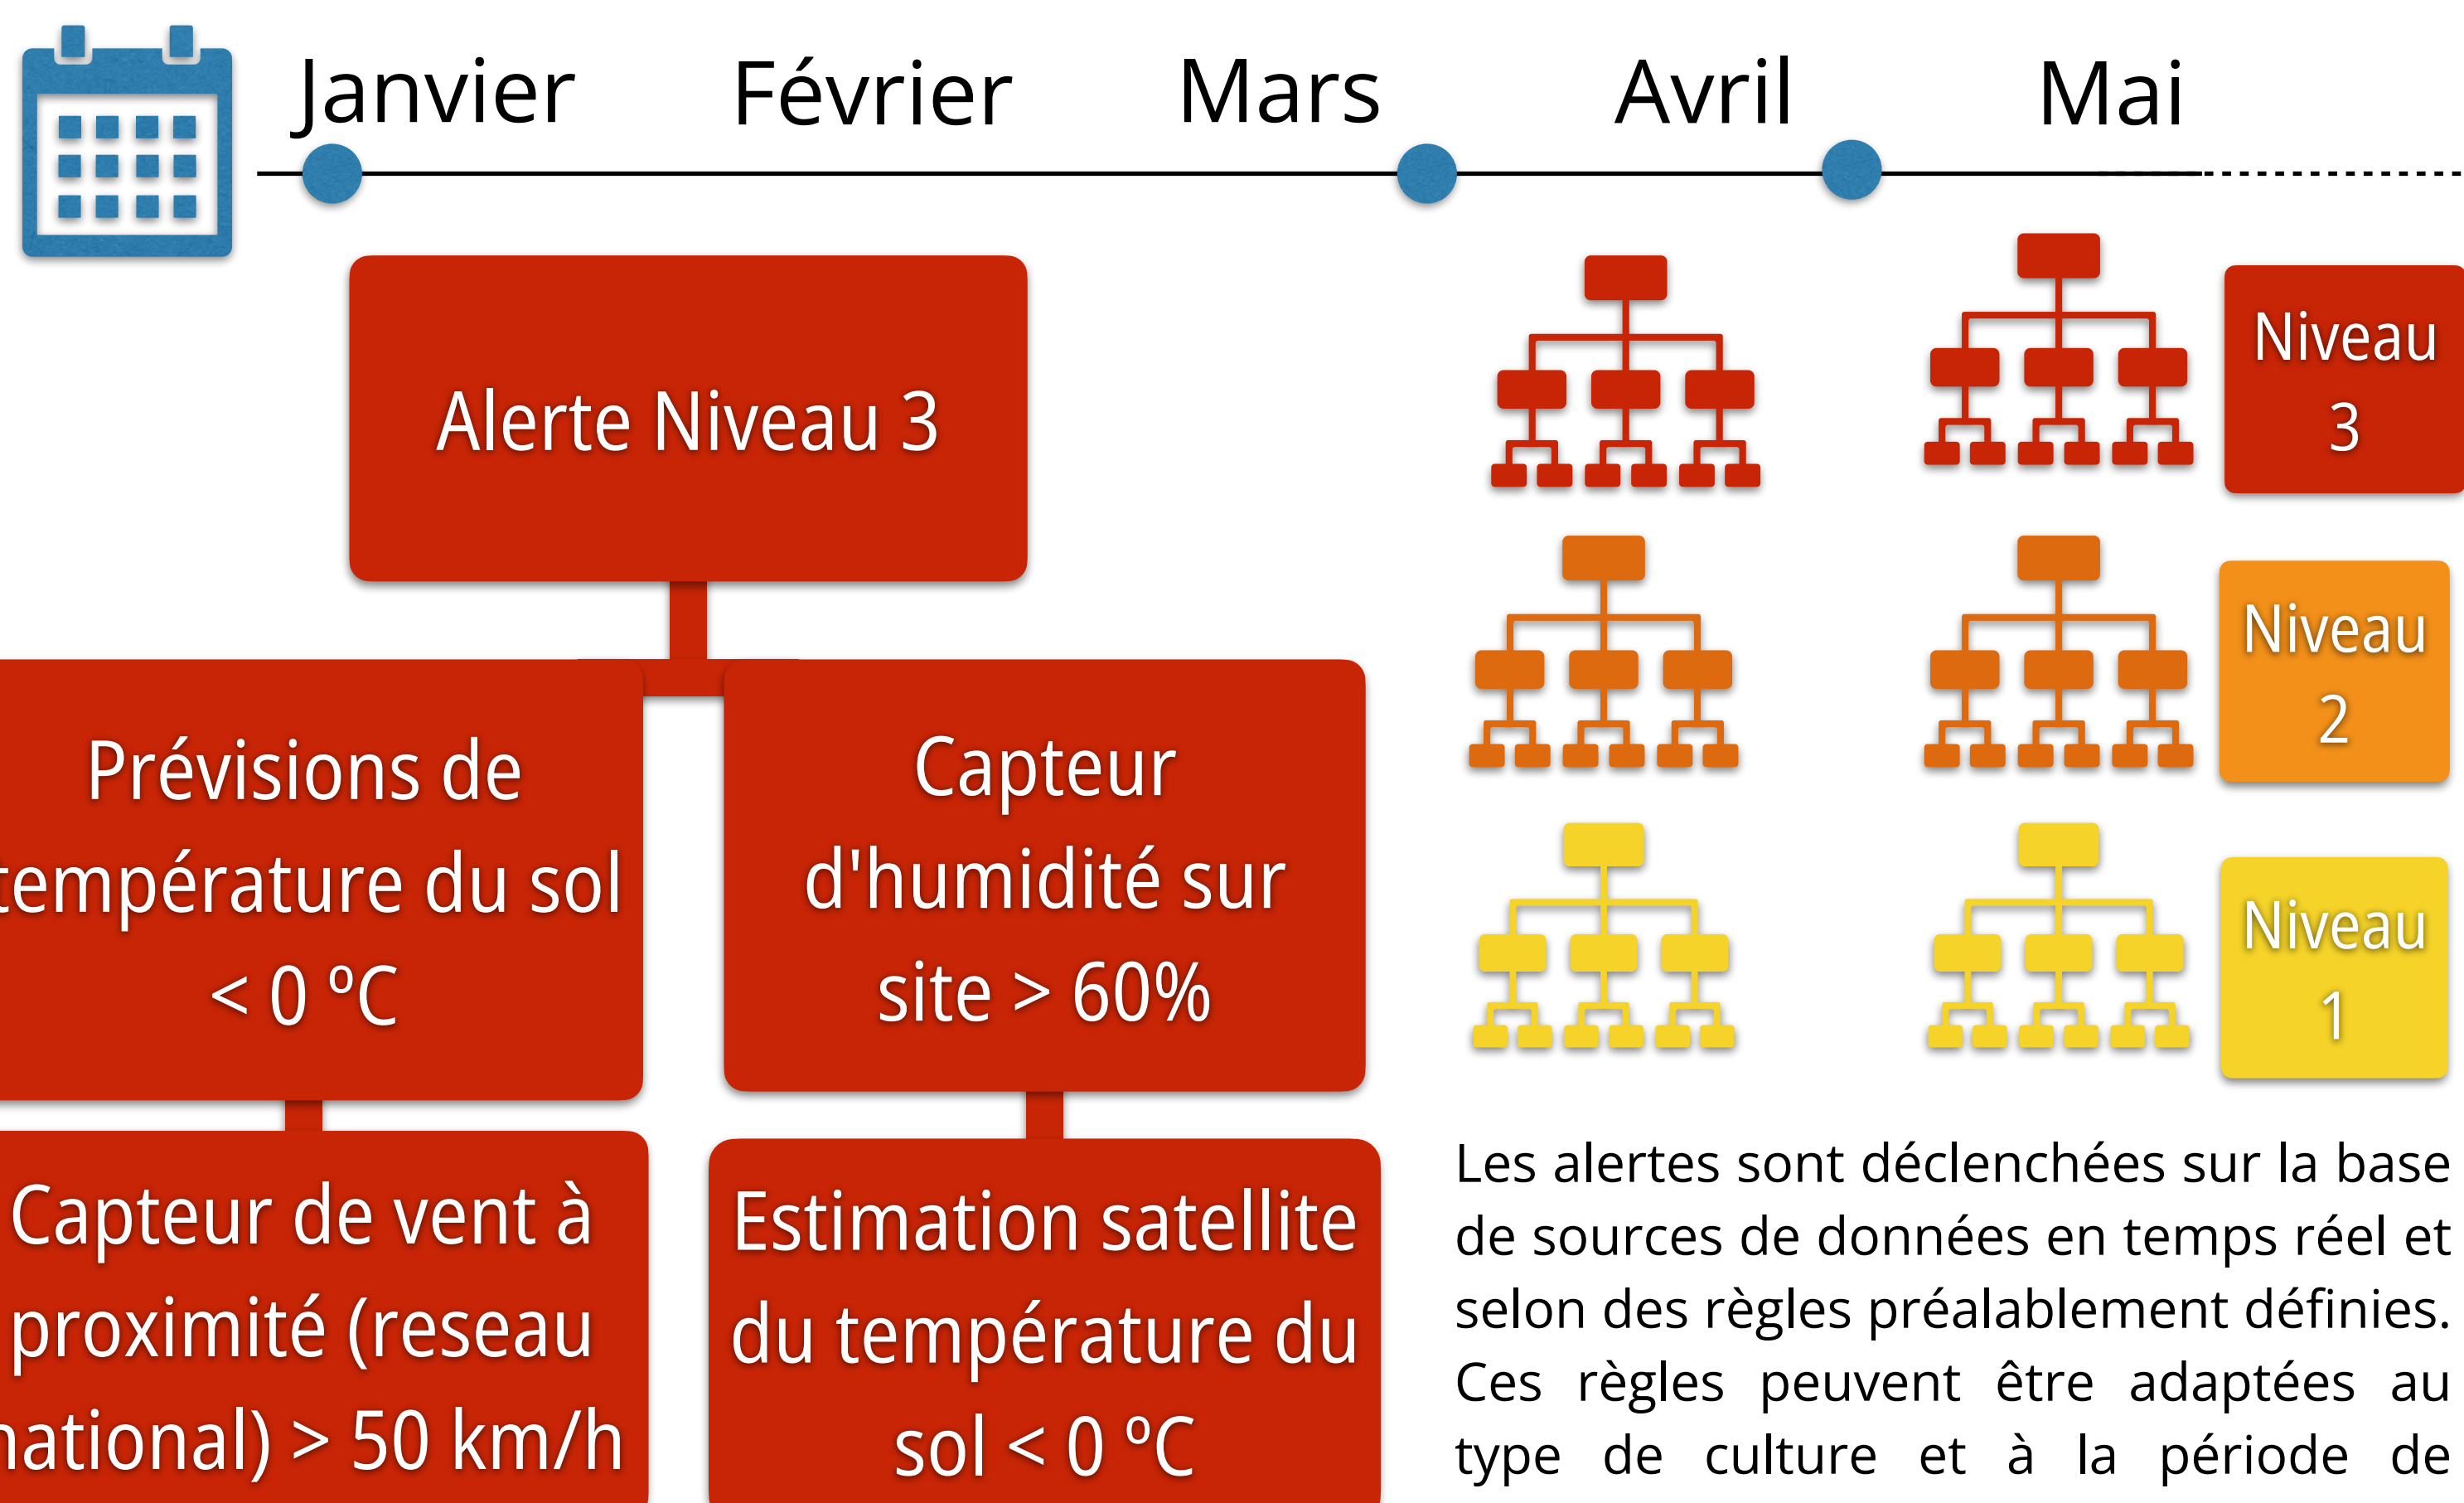 Janvier Février Mars Avril Mai
Alerte Niveau 3
Prévisions de
température du sol
< 0 ºC
Capteur
d'humidité sur
site > 60%
Capteur de vent à
proximité (reseau
national) > 50 km/h
Estimation satellite
du température du
sol < 0 ºC
Niveau
3
Niveau
2
Niveau
1
Les alertes sont déclenchées sur la base
de sources de données en temps réel et
selon des règles préalablement définies.
Ces règles peuvent être adaptées au
type de culture et à la période de